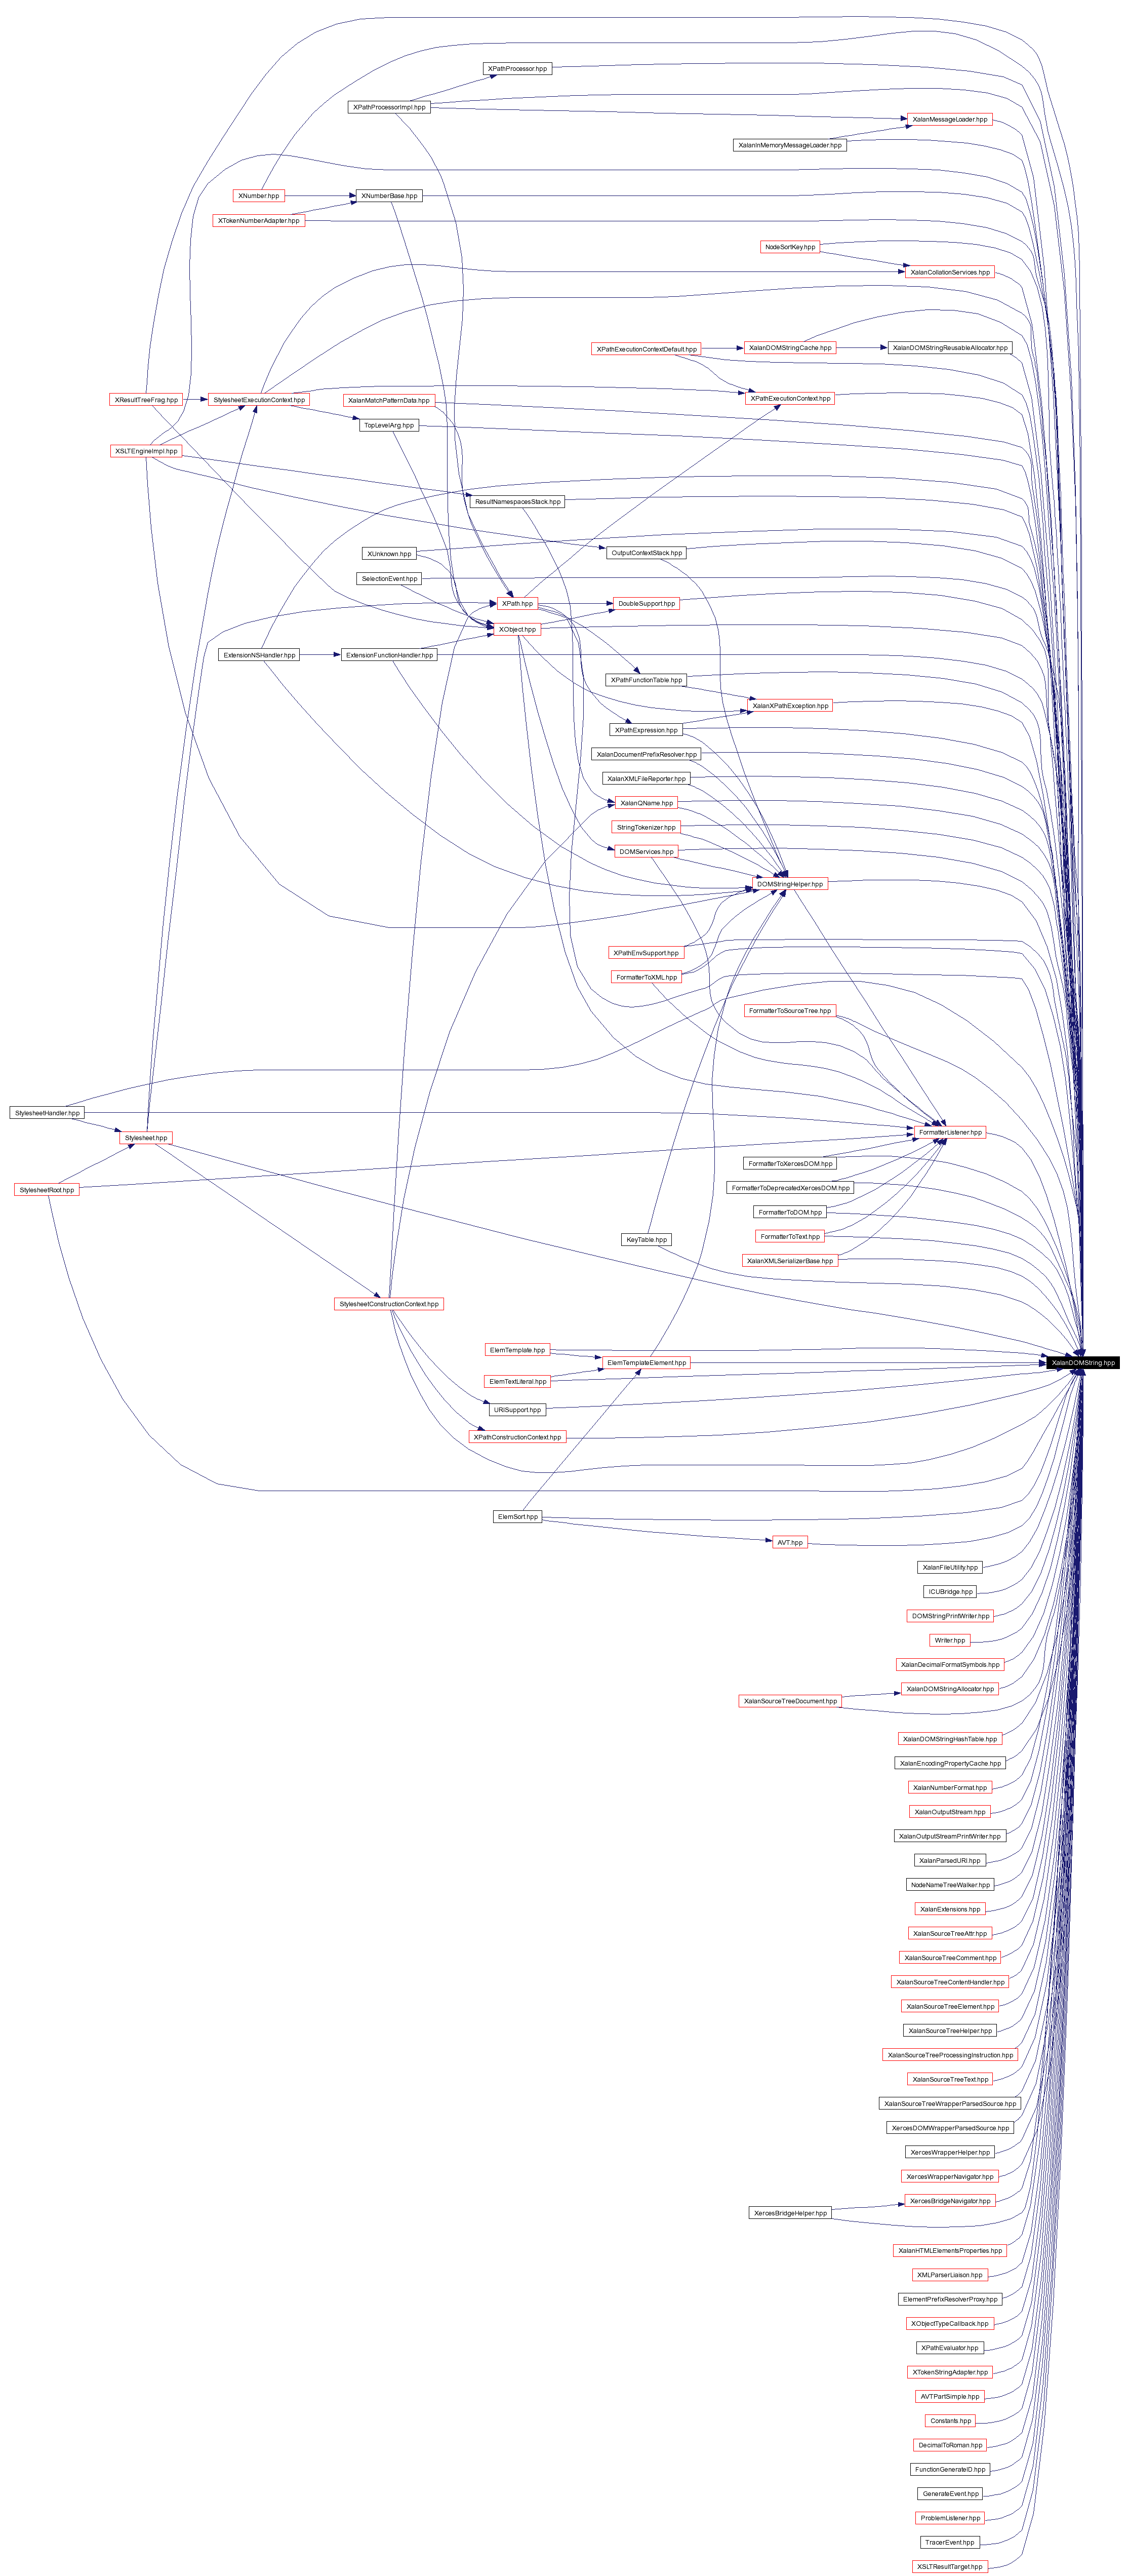 XPathProcessor.hpp
XPathProcessorImpl.hpp
XalanMessageLoader.hpp
XalanInMemoryMessageLoader.hpp
XNumber.hpp
XNumberBase.hpp
XTokenNumberAdapter.hpp
NodeSortKey.hpp
XalanCollationServices.hpp
XPathExecutionContextDefault.hpp
XalanDOMStringCache.hpp
XalanDOMStringReusableAllocator.hpp
XResultTreeFrag.hpp
StylesheetExecutionContext.hpp
XalanMatchPatternData.hpp
XPathExecutionContext.hpp
TopLevelArg.hpp
XSLTEngineImpl.hpp
ResultNamespacesStack.hpp
XUnknown.hpp
OutputContextStack.hpp
SelectionEvent.hpp
XPath.hpp
DoubleSupport.hpp
XObject.hpp
ExtensionNSHandler.hpp
ExtensionFunctionHandler.hpp
XPathFunctionTable.hpp
XalanXPathException.hpp
XPathExpression.hpp
XalanDocumentPrefixResolver.hpp
XalanXMLFileReporter.hpp
XalanQName.hpp
StringTokenizer.hpp
DOMServices.hpp
DOMStringHelper.hpp
XPathEnvSupport.hpp
FormatterToXML.hpp
FormatterToSourceTree.hpp
StylesheetHandler.hpp
FormatterListener.hpp
Stylesheet.hpp
FormatterToXercesDOM.hpp
StylesheetRoot.hpp
FormatterToDeprecatedXercesDOM.hpp
FormatterToDOM.hpp
FormatterToText.hpp
KeyTable.hpp
XalanXMLSerializerBase.hpp
StylesheetConstructionContext.hpp
ElemTemplate.hpp
ElemTemplateElement.hpp
XalanDOMString.hpp
ElemTextLiteral.hpp
URISupport.hpp
XPathConstructionContext.hpp
ElemSort.hpp
AVT.hpp
XalanFileUtility.hpp
ICUBridge.hpp
DOMStringPrintWriter.hpp
Writer.hpp
XalanDecimalFormatSymbols.hpp
XalanDOMStringAllocator.hpp
XalanSourceTreeDocument.hpp
XalanDOMStringHashTable.hpp
XalanEncodingPropertyCache.hpp
XalanNumberFormat.hpp
XalanOutputStream.hpp
XalanOutputStreamPrintWriter.hpp
XalanParsedURI.hpp
NodeNameTreeWalker.hpp
XalanExtensions.hpp
XalanSourceTreeAttr.hpp
XalanSourceTreeComment.hpp
XalanSourceTreeContentHandler.hpp
XalanSourceTreeElement.hpp
XalanSourceTreeHelper.hpp
XalanSourceTreeProcessingInstruction.hpp
XalanSourceTreeText.hpp
XalanSourceTreeWrapperParsedSource.hpp
XercesDOMWrapperParsedSource.hpp
XercesWrapperHelper.hpp
XercesWrapperNavigator.hpp
XercesBridgeNavigator.hpp
XercesBridgeHelper.hpp
XalanHTMLElementsProperties.hpp
XMLParserLiaison.hpp
ElementPrefixResolverProxy.hpp
XObjectTypeCallback.hpp
XPathEvaluator.hpp
XTokenStringAdapter.hpp
AVTPartSimple.hpp
Constants.hpp
DecimalToRoman.hpp
FunctionGenerateID.hpp
GenerateEvent.hpp
ProblemListener.hpp
TracerEvent.hpp
XSLTResultTarget.hpp